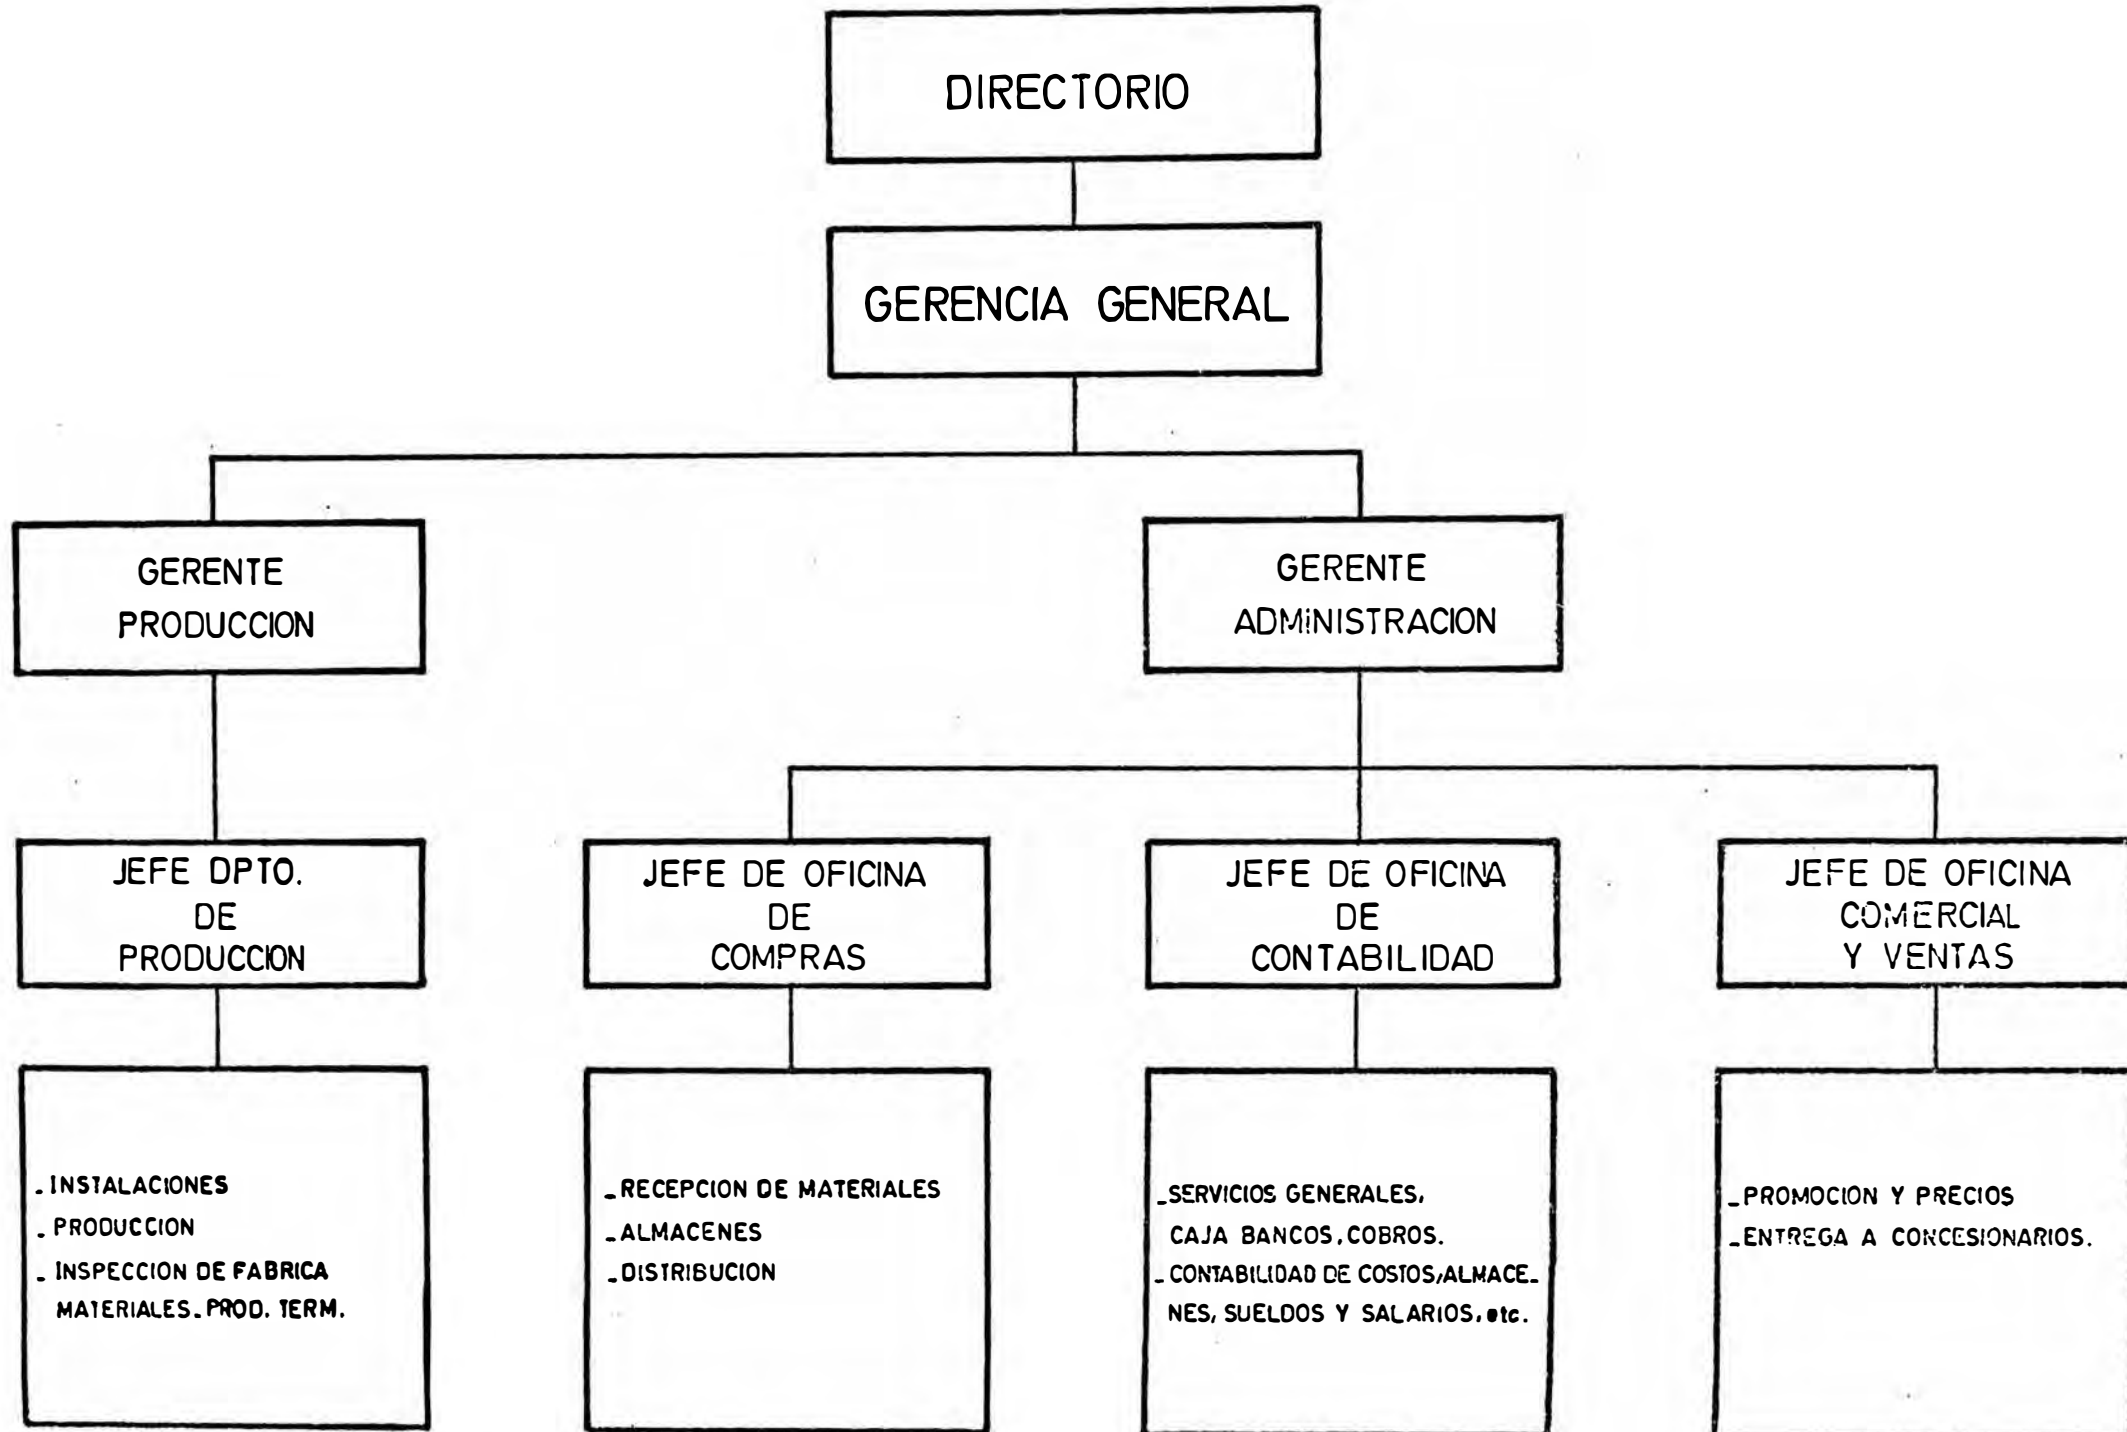 DIRECTORIO
GERENCIA GENERAL
GERENTE
PRODUCCION
GERENTE
ADMINISTRACION
JEFE DPTO.
DE
PRODUCCION
JEFE DE OFICINA
DE
COMPRAS
JEFE DE OFICINA
DE
CONTABILIDAD
JEFE DE OFICINA
COMERCIAL
Y VENTAS
- INSTALACIONES
- PRODUCCION
- INSPECCION DE FABRICA
MATERIALES - PROD. TERM.
- RECEPCION DE MATERIALES
- ALMACENES
- DISTRIBUCION
- SERVICIOS GENERALES,
CAJA BANCOS, COBROS.
- CONTABILIDAD DE COSTOS, ALMACE-
NES, SUELDOS Y SALARIOS, etc.
- PROMOCION Y PRECIOS
- ENTREGA A CONCESIONARIOS.